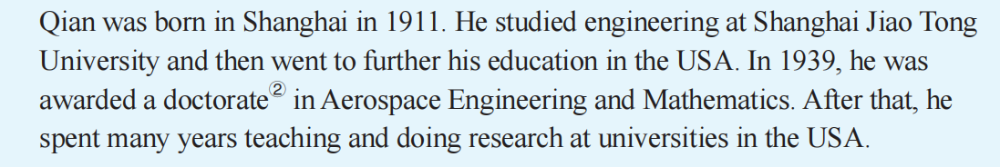 Qian was born in Shanghai in 1911. He studied engineering at Shanghai Jiao Tong
University and then went to further his education in the USA. In 1939, he was
awarded a doctorate② in Aerospace Engineering and Mathematics. After that, he
spent many years teaching and doing research at universities in the USA.